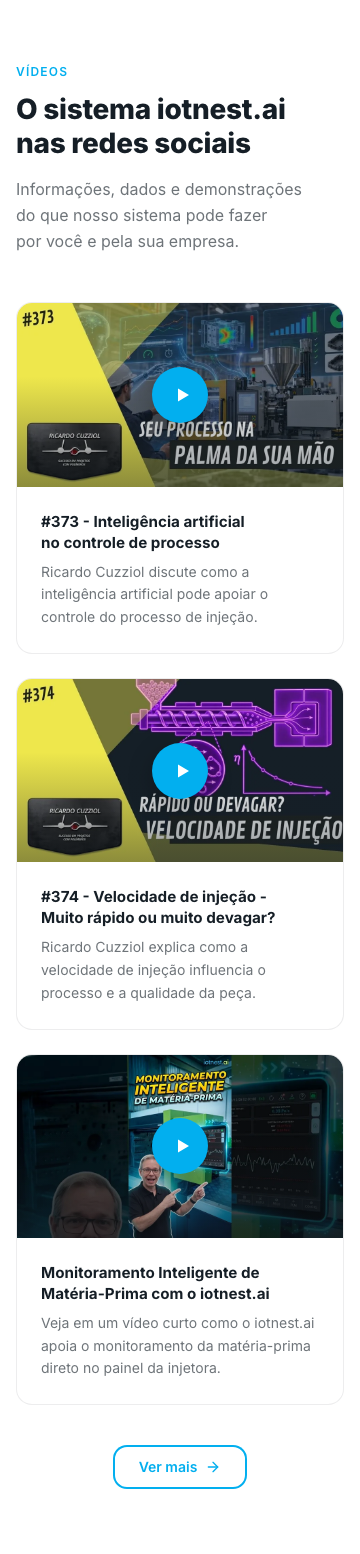 VÍDEOS
O sistema iotnest.ai
nas redes sociais
Informações, dados e demonstrações
do que nosso sistema pode fazer
por você e pela sua empresa.
#373
RICARDO CUZZIOL
SEU PROCESSO NA
PALMA DA SUA MÃO
#373 - Inteligência artificial
no controle de processo
Ricardo Cuzziol discute como a
inteligência artificial pode apoiar o
controle do processo de injeção.
#374
η
RICARDO CUZZIOL
RÁPIDO OU DEVAGAR?
VELOCIDADE DE INJEÇÃO
#374 - Velocidade de injeção -
Muito rápido ou muito devagar?
Ricardo Cuzziol explica como a
velocidade de injeção influencia o
processo e a qualidade da peça.
iotnest.ai
MONITORAMENTO
INTELIGENTE
DE MATÉRIA-PRIMA
Monitoramento Inteligente de
Matéria-Prima com o iotnest.ai
Veja em um vídeo curto como o iotnest.ai
apoia o monitoramento da matéria-prima
direto no painel da injetora.
Ver mais →